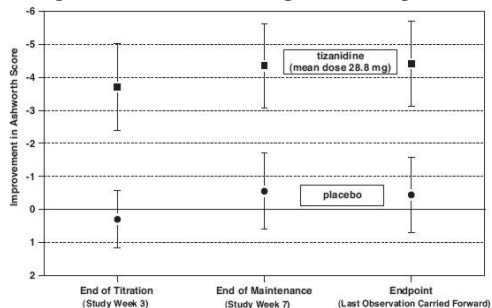 Improvement in Ashworth Score
-6
-5
-4
-3
-2
-1
0
1
2
tizanidine
(mean dose 28.8 mg)
placebo
End of Titration
(Study Week 3)
End of Maintenance
(Study Week 7)
Endpoint
(Last Observation Carried Forward)